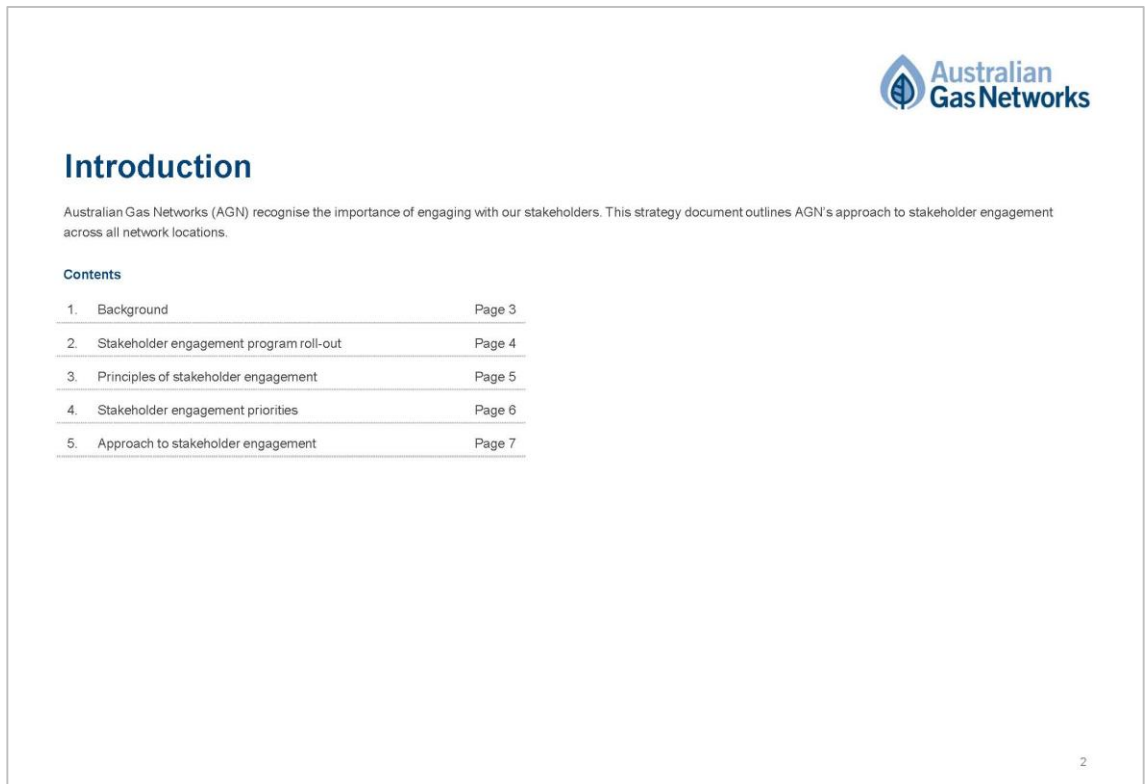 Australian
Gas Networks
Introduction
Australian Gas Networks (AGN) recognise the importance of engaging with our stakeholders. This strategy document outlines AGN's approach to stakeholder engagement
across all network locations.
Contents
1. Background Page 3
2. Stakeholder engagement program roll-out Page 4
3. Principles of stakeholder engagement Page 5
4. Stakeholder engagement priorities Page 6
5. Approach to stakeholder engagement Page 7
2